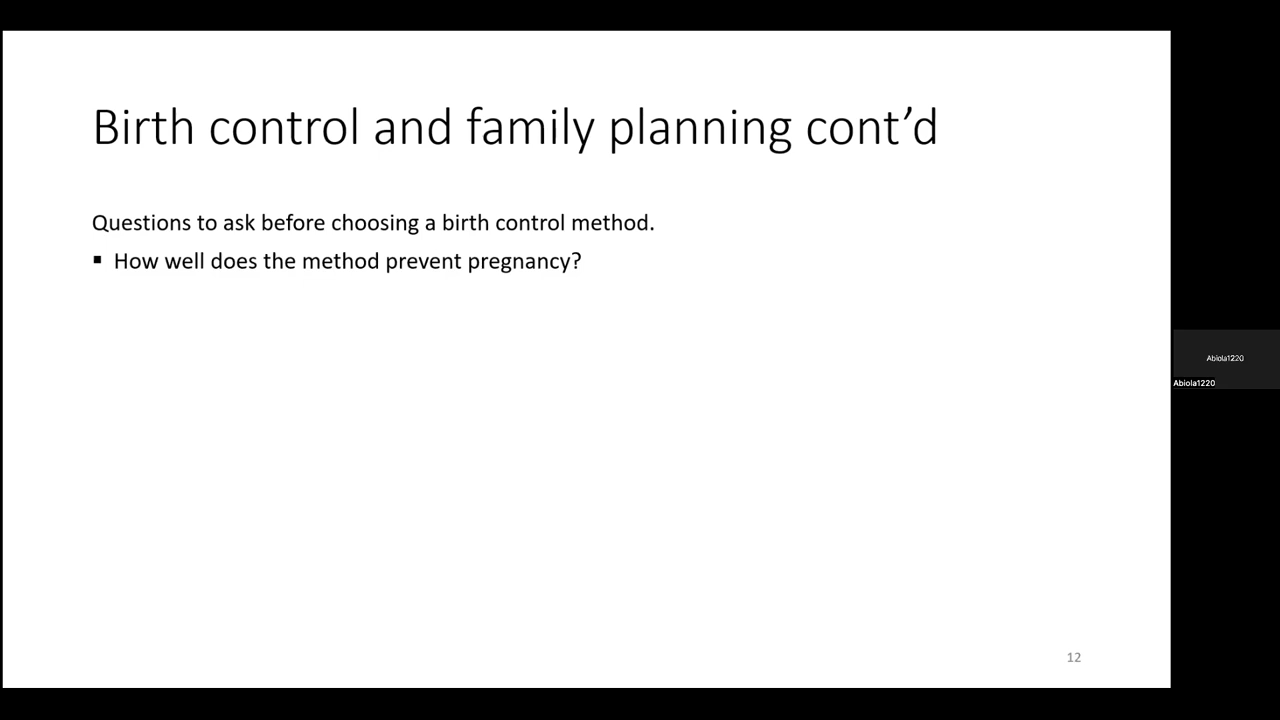 Birth control and family planning cont’d
Questions to ask before choosing a birth control method.
▪ How well does the method prevent pregnancy?
Abiola1220
Abiola1220
12